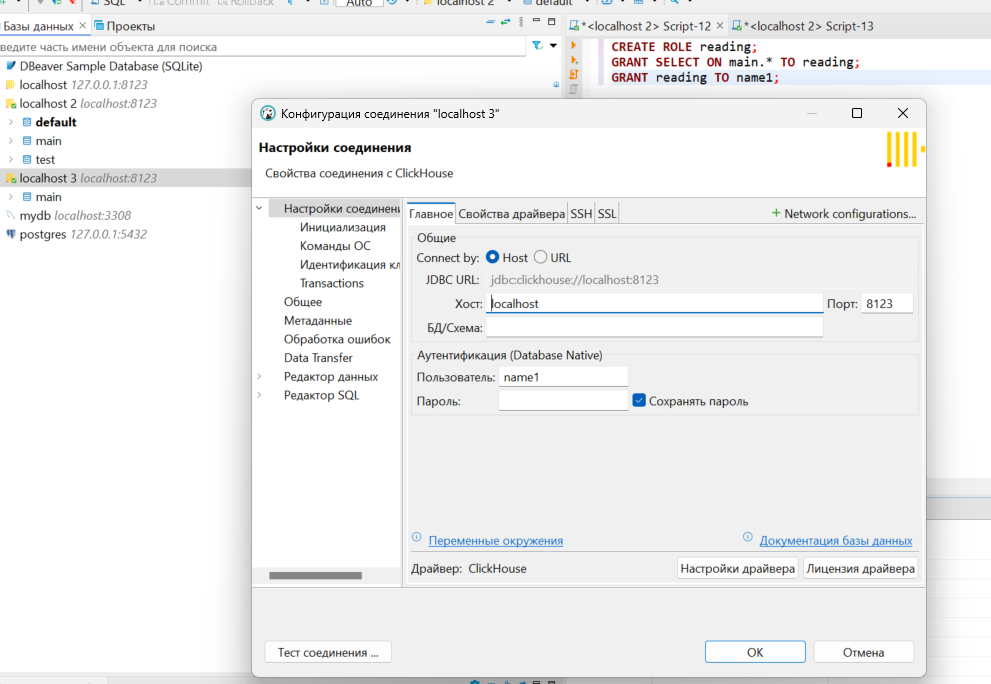 SQL Commit Rollback Auto localhost 2 default
Базы данных × Проекты
*<localhost 2> Script-12 × *<localhost 2> Script-13
ведите часть имени объекта для поиска
DBeaver Sample Database (SQLite)
localhost 127.0.0.1:8123
localhost 2 localhost:8123
default
main
test
localhost 3 localhost:8123
main
mydb localhost:3308
postgres 127.0.0.1:5432
CREATE ROLE reading;
GRANT SELECT ON main.* TO reading;
GRANT reading TO name1;
Конфигурация соединения "localhost 3"
Настройки соединения
Свойства соединения с ClickHouse
Настройки соединени
Инициализация
Команды ОС
Идентификация кл
Transactions
Общее
Метаданные
Обработка ошибок
Data Transfer
Редактор данных
Редактор SQL
Главное Свойства драйвера SSH SSL
+ Network configurations...
Общие
Connect by: Host URL
JDBC URL: jdbc:clickhouse://localhost:8123
Хост: localhost Порт: 8123
БД/Схема:
Аутентификация (Database Native)
Пользователь: name1
Пароль: Сохранять пароль
Переменные окружения Документация базы данных
Драйвер: ClickHouse Настройки драйвера Лицензия драйвера
Тест соединения ... ОК Отмена